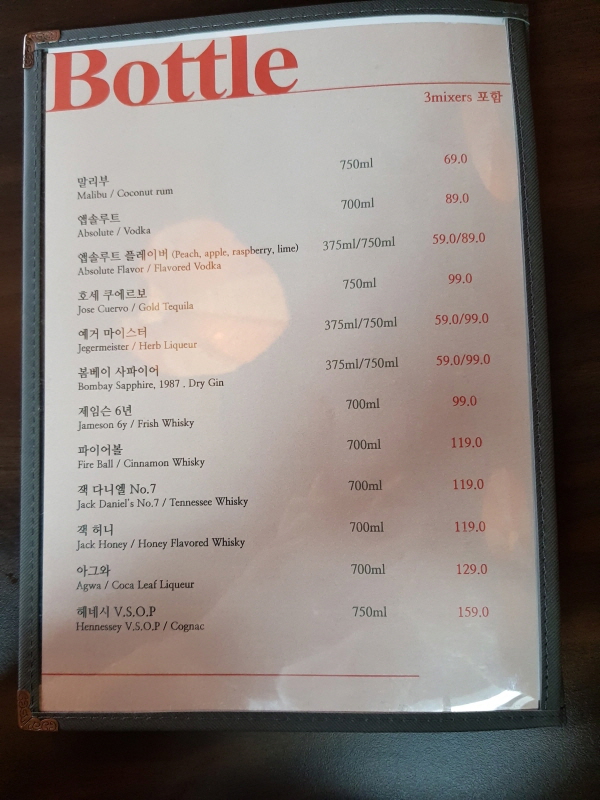 Bottle
3mixers 포함
말리부 750ml 69.0
Malibu / Coconut rum
앱솔루트 700ml 89.0
Absolute / Vodka
앱솔루트 플레이버 (Peach, apple, raspberry, lime) 375ml/750ml 59.0/89.0
Absolute Flavor / Flavored Vodka
호세 쿠에르보 750ml 99.0
Jose Cuervo / Gold Tequila
예거 마이스터 375ml/750ml 59.0/99.0
Jegermeister / Herb Liqueur
봄베이 사파이어 375ml/750ml 59.0/99.0
Bombay Sapphire, 1987 , Dry Gin
제임슨 6년 700ml 99.0
Jameson 6y / Frish Whisky
파이어볼 700ml 119.0
Fire Ball / Cinnamon Whisky
잭 다니엘 No.7 700ml 119.0
Jack Daniel's No.7 / Tennessee Whisky
잭 허니 700ml 119.0
Jack Honey / Honey Flavored Whisky
아그와 700ml 129.0
Agwa / Coca Leaf Liqueur
헤네시 V.S.O.P 750ml 159.0
Hennessey V.S.O.P / Cognac